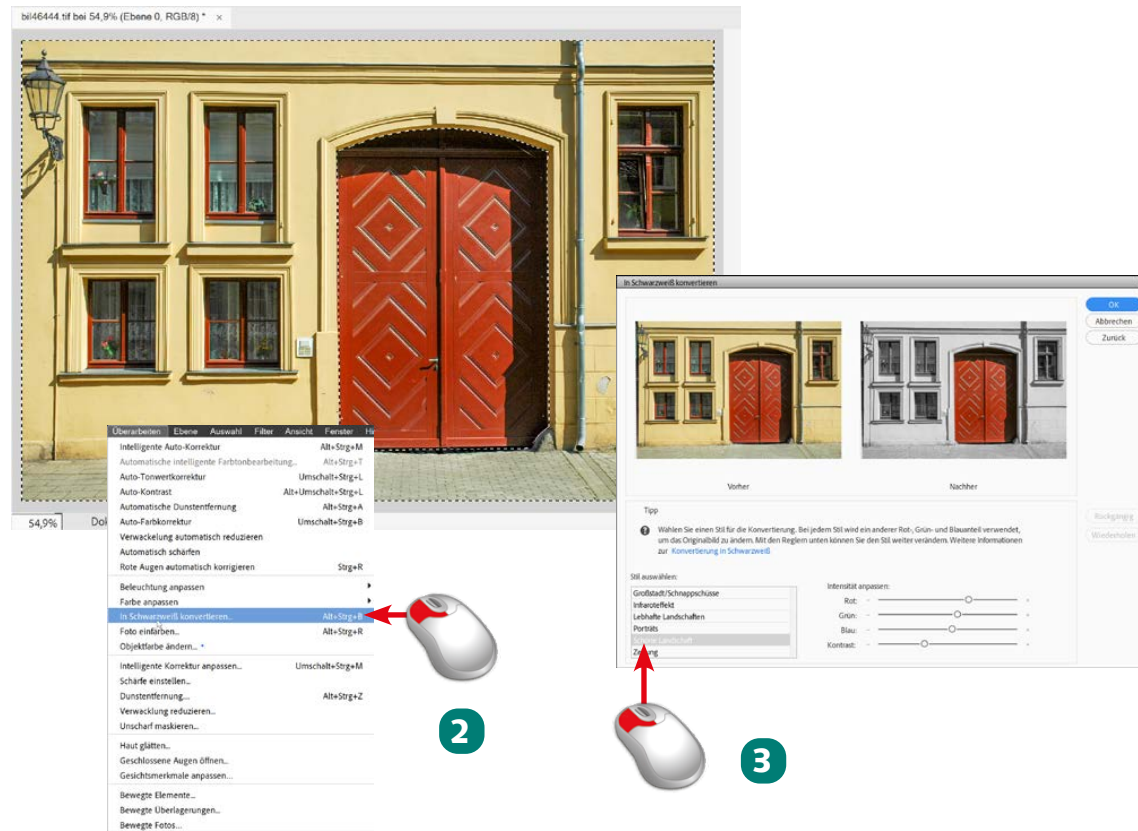 bil46444.tif bei 54,9% (Ebene 0, RGB/8) * ×
54,9%
Überarbeiten Ebene Auswahl Filter Ansicht Fenster
Intelligente Auto-Korrektur Alt+Strg+M
Automatische intelligente Farbtonbearbeitung... Alt+Strg+T
Auto-Tonwertkorrektur Umschalt+Strg+L
Auto-Kontrast Alt+Umschalt+Strg+L
Automatische Dunstentfernung Alt+Strg+A
Auto-Farbkorrektur Umschalt+Strg+B
Verwackelung automatisch reduzieren
Automatisch schärfen
Rote Augen automatisch korrigieren Strg+R
Beleuchtung anpassen
Farbe anpassen
In Schwarzweiß konvertieren... Alt+Strg+B
Foto einfärben... Alt+Strg+R
Objektfarbe ändern...
Intelligente Korrektur anpassen... Umschalt+Strg+M
Schärfe einstellen...
Dunstentfernung... Alt+Strg+Z
Verwacklung reduzieren...
Unscharf maskieren...
Haut glätten...
Geschlossene Augen öffnen...
Gesichtsmerkmale anpassen...
Bewegte Elemente...
Bewegte Überlagerungen...
Bewegte Fotos...
2
In Schwarzweiß konvertieren
OK
Abbrechen
Zurück
Vorher Nachher
Tipp
Wählen Sie einen Stil für die Konvertierung. Bei jedem Stil wird ein anderer Rot-, Grün- und Blauanteil verwendet,
um das Originalbild zu ändern. Mit den Reglern unten können Sie den Stil weiter verändern. Weitere Informationen
zur Konvertierung in Schwarzweiß
Rückgängig
Wiederholen
Stil auswählen:
Großstadt/Schnappschüsse
Infraroteffekt
Lebhafte Landschaften
Porträts
Schöne Landschaft
Intensität anpassen:
Rot: - +
Grün: - +
Blau: - +
Kontrast: - +
3